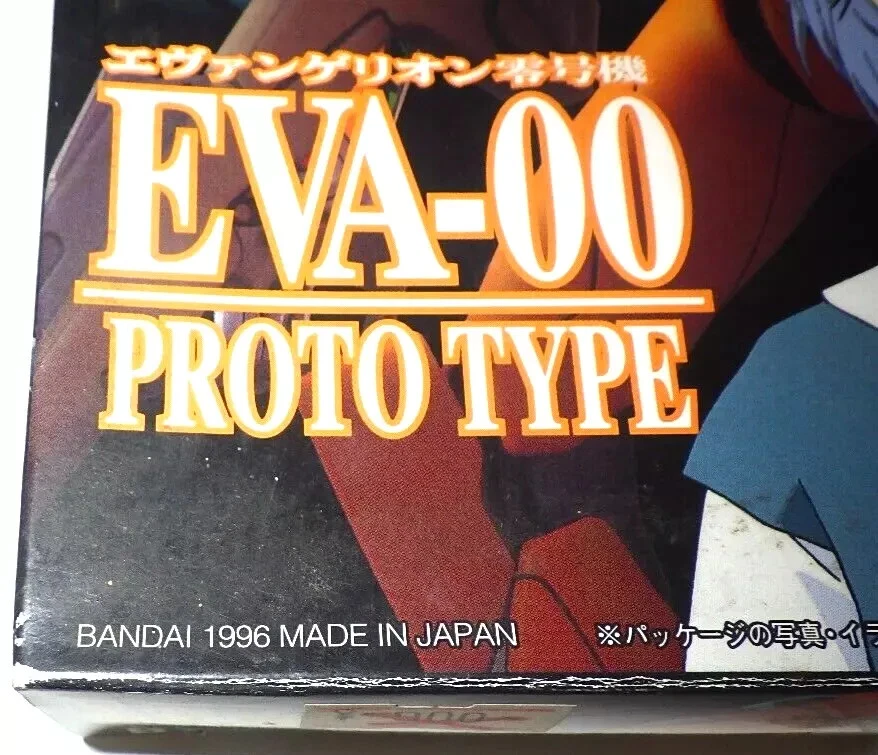 エヴァンゲリオン零号機
EVA-00
PROTO TYPE
BANDAI 1996 MADE IN JAPAN
※パッケージの写真・イラ